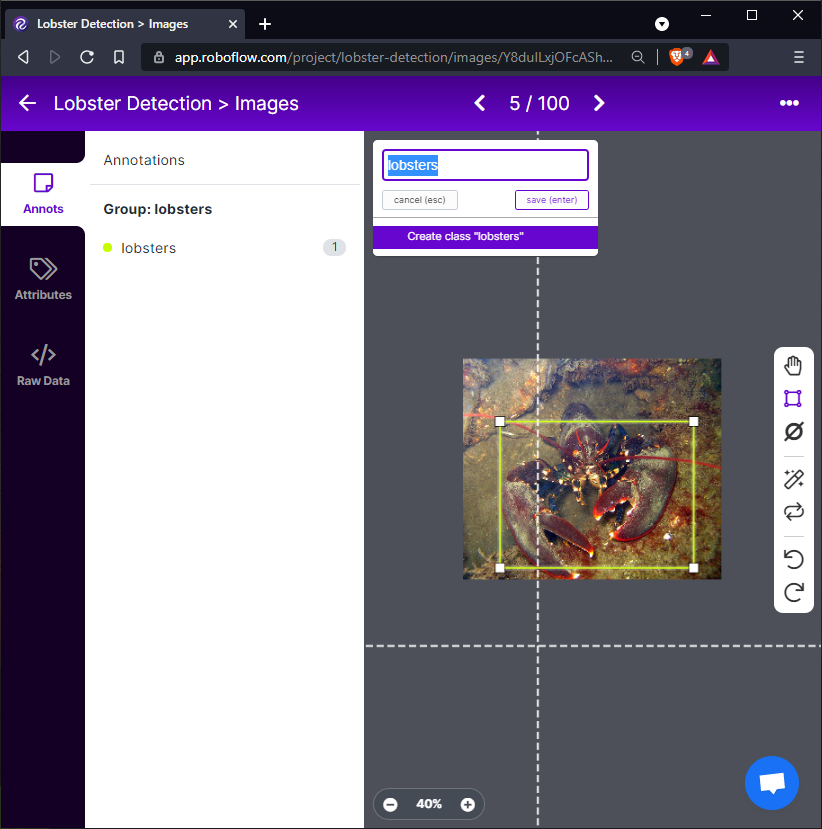 Lobster Detection > Images
app.roboflow.com/project/lobster-detection/images/Y8dulLxjOFcASh...
4
Lobster Detection > Images
5 / 100
Annots
Attributes
Raw Data
Annotations
Group: lobsters
lobsters
1
lobsters
cancel (esc)
save (enter)
Create class "lobsters"
40%